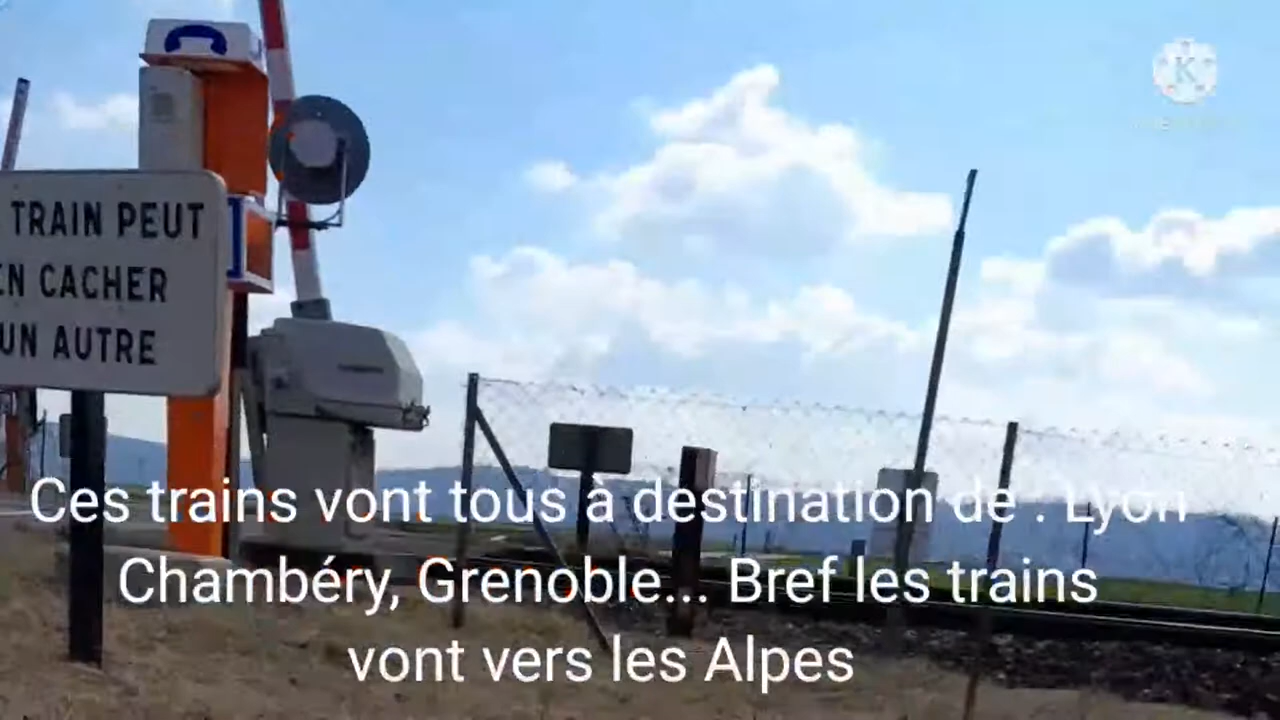 TRAIN PEUT
EN CACHER
UN AUTRE
K
Ces trains vont tous à destination de : Lyon
Chambéry, Grenoble... Bref les trains
vont vers les Alpes